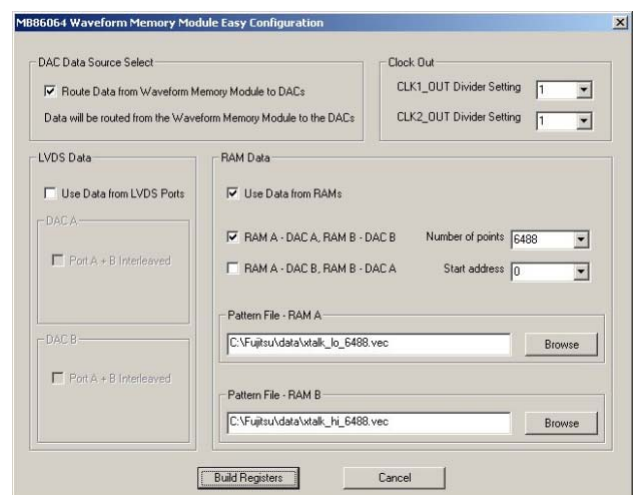 MB86064 Waveform Memory Module Easy Configuration
DAC Data Source Select
Route Data from Waveform Memory Module to DACs
Data will be routed from the Waveform Memory Module to the DACs
Clock Out
CLK1_OUT Divider Setting 1
CLK2_OUT Divider Setting 1
LVDS Data
Use Data from LVDS Ports
DAC A
Port A + B Interleaved
DAC B
Port A + B Interleaved
RAM Data
Use Data from RAMs
RAM A - DAC A, RAM B - DAC B
Number of points 6488
RAM A - DAC B, RAM B - DAC A
Start address 0
Pattern File - RAM A
C:\Fujitsu\data\xtalk_lo_6488.vec
Browse
Pattern File - RAM B
C:\Fujitsu\data\xtalk_hi_6488.vec
Browse
Build Registers
Cancel